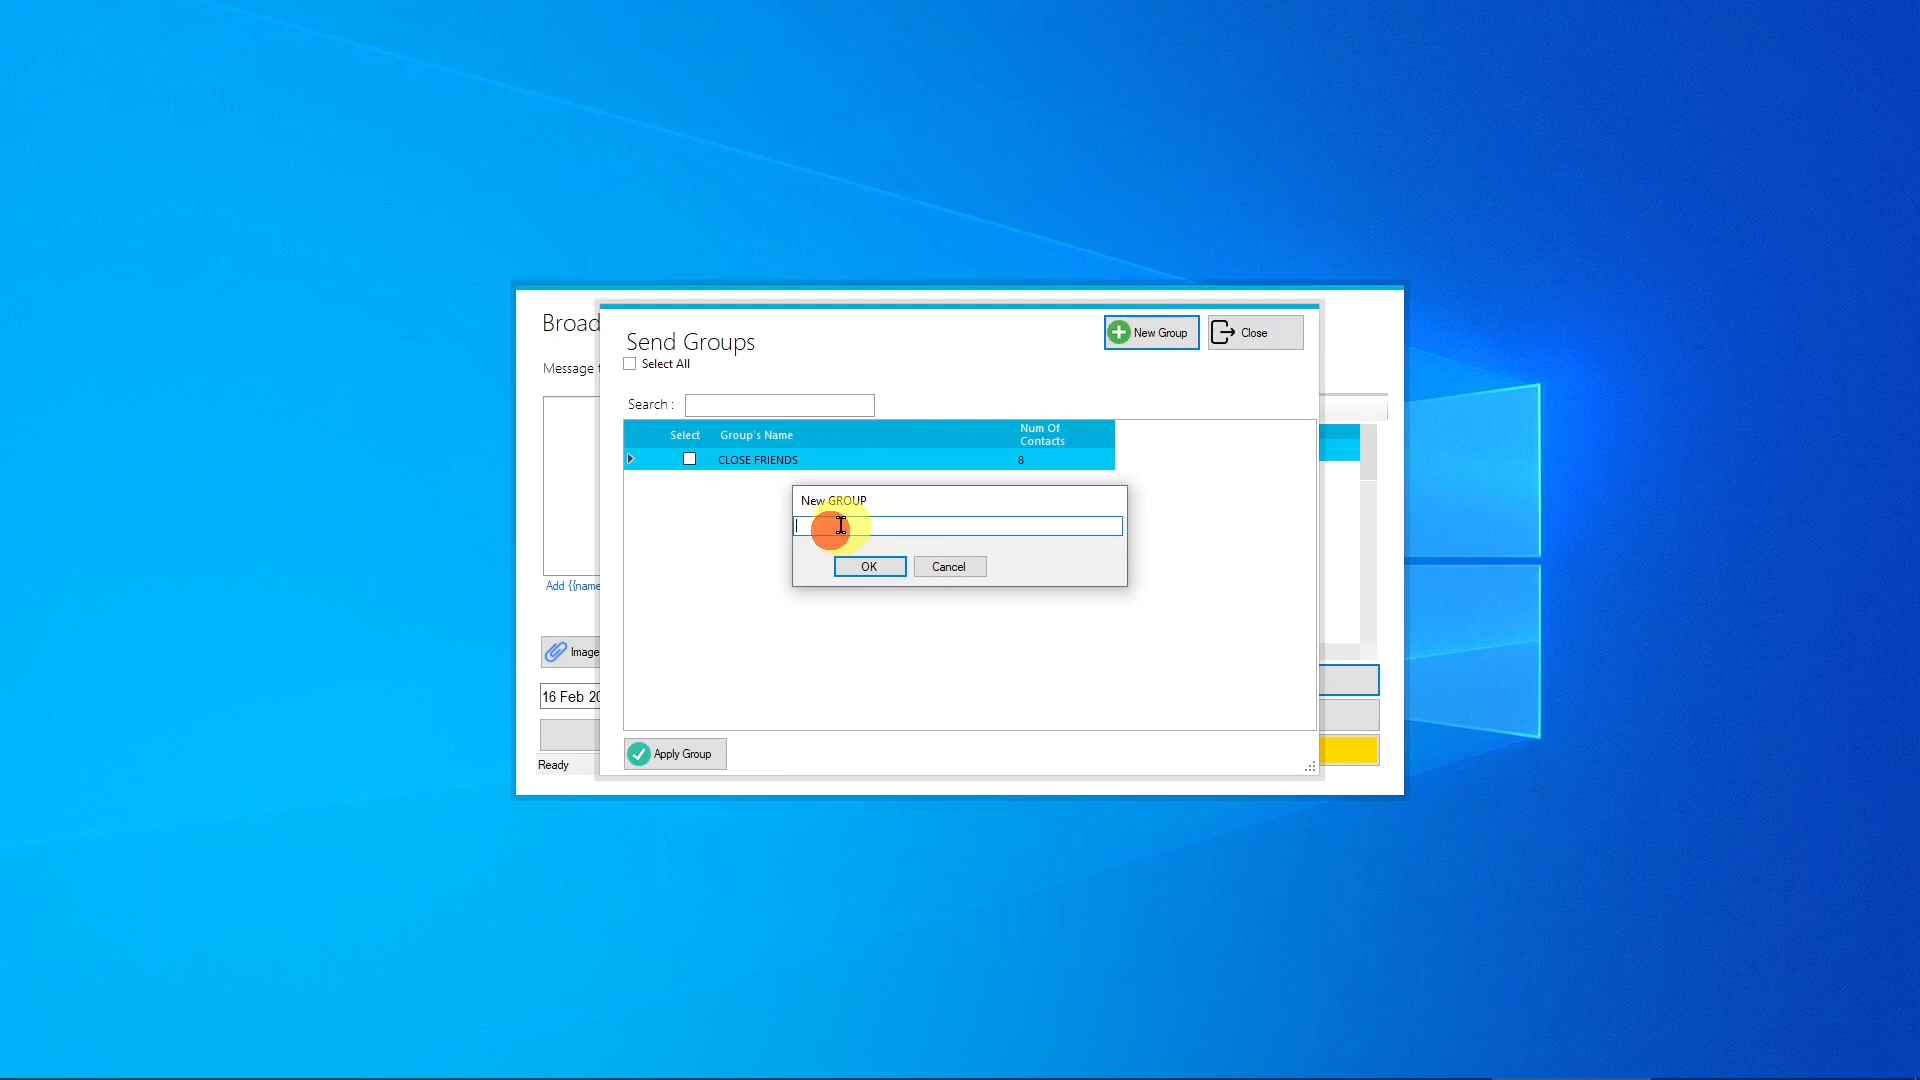 Broad
Message
Add {{name
Image
16 Feb 20
Ready
Send Groups
Select All
New Group
Close
Search :
Select
Group's Name
Num Of
Contacts
CLOSE FRIENDS
8
New GROUP
OK
Cancel
Apply Group